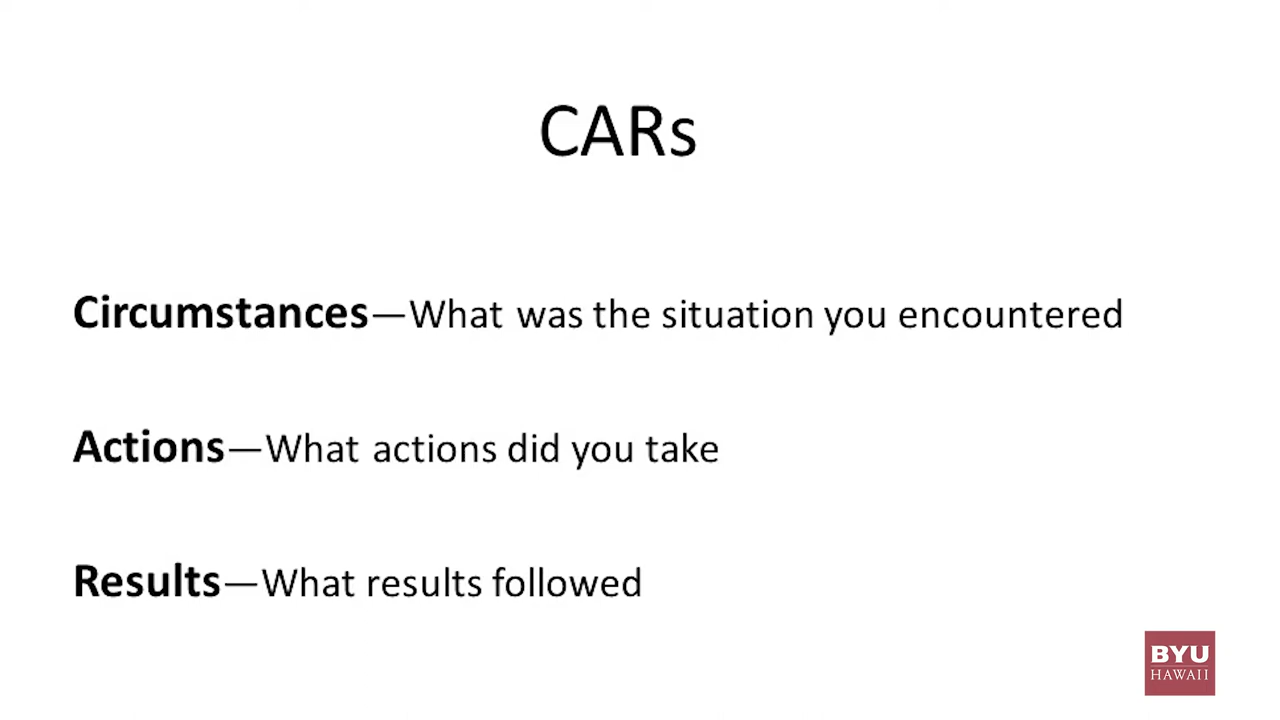 CARs
Circumstances—What was the situation you encountered
Actions—What actions did you take
Results—What results followed
BYU
HAWAII